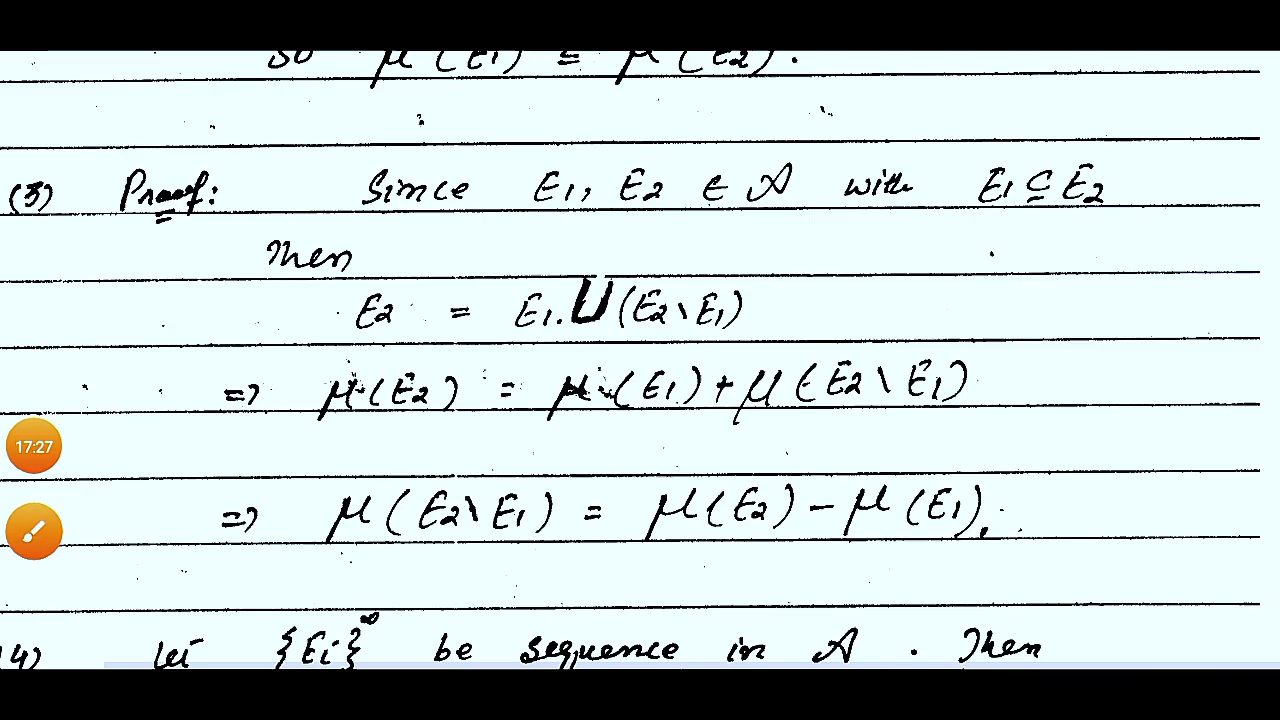 So μ(E1) ≤ μ(E2).
(3) Proof: Since E1, E2 ∈ A with E1 ⊆ E2
Then
E2 = E1.U(E2\E1)
=> μ(E2) = μ(E1)+μ(E2\E1)
17:27
=> μ(E2\E1) = μ(E2)-μ(E1).
4) Let {Ei}^∞ be sequence in A. Then